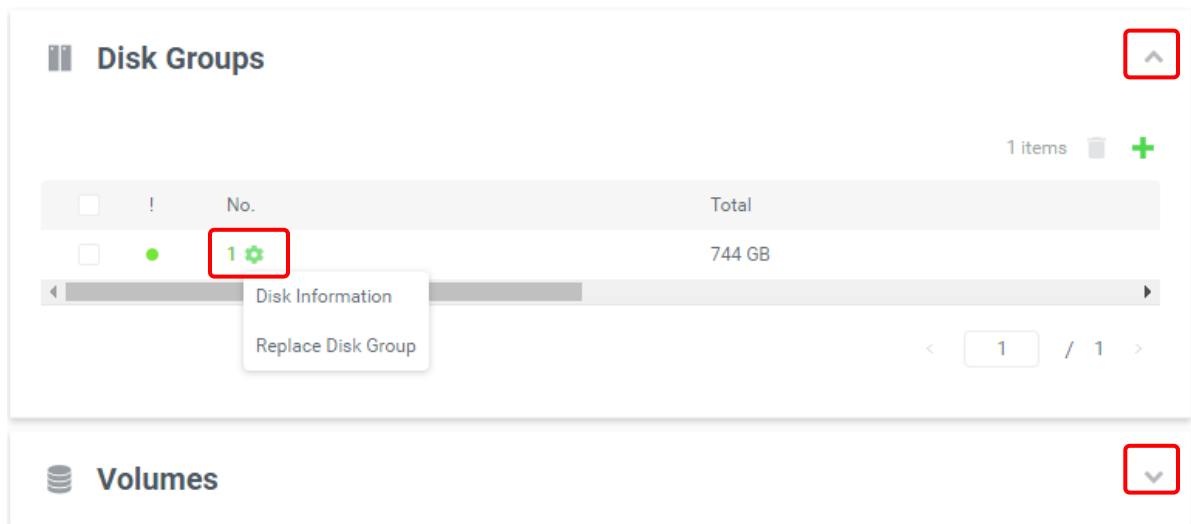 Disk Groups
1 items
! No. Total
1 744 GB
Disk Information
Replace Disk Group
1 / 1
Volumes